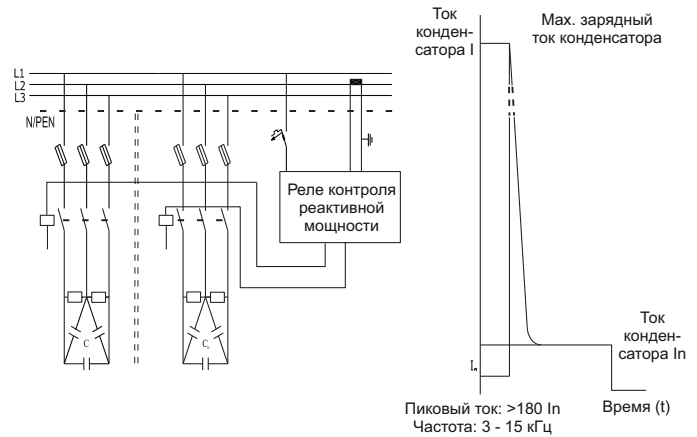 L1
L2
L3
N/PEN
Реле контроля
реактивной
мощности
C
Ток
конден-
сатора I
Max. зарядный
ток конденсатора
Ток
конден-
сатора In
Iₙ
Время (t)
Пиковый ток: >180 In
Частота: 3 - 15 кГц